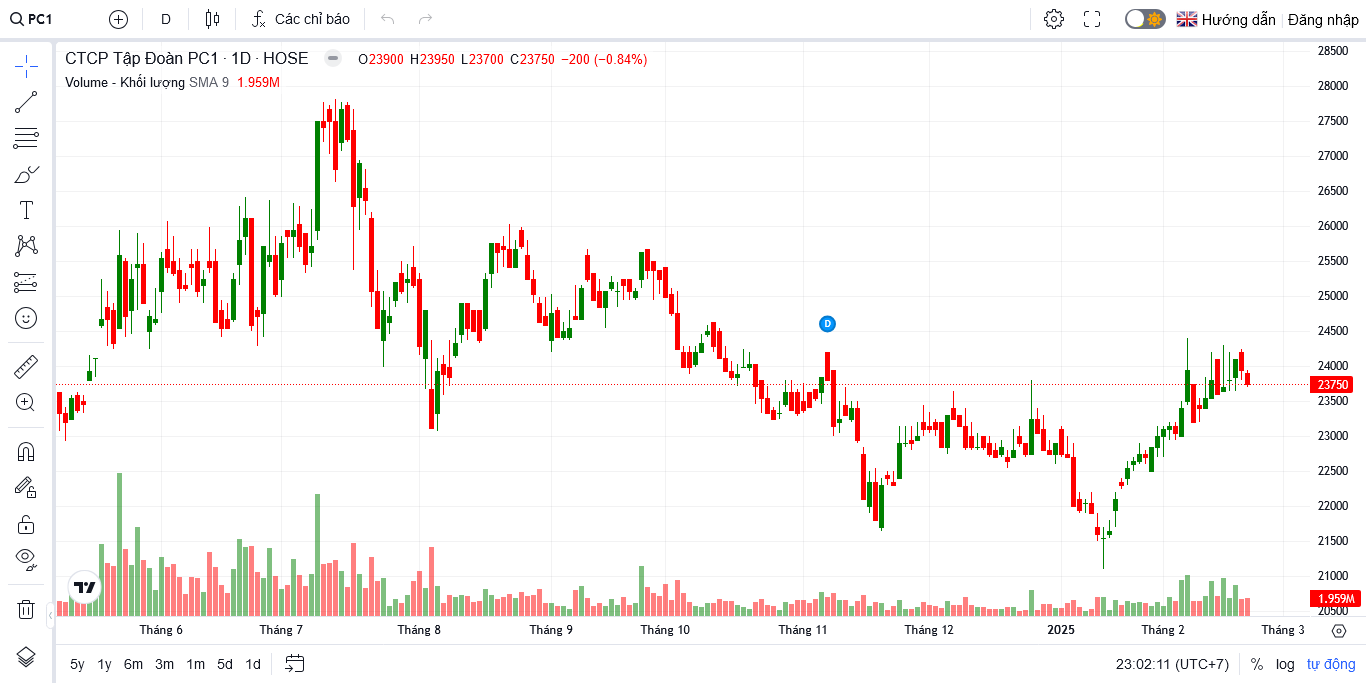 PC1 D Các chỉ báo Hướng dẫn Đăng nhập
CTCP Tập Đoàn PC1 · 1D · HOSE O23900 H23950 L23700 C23750 −200 (−0.84%)
Volume - Khối lượng SMA 9 1.959M
28500
28000
27500
27000
26500
26000
25500
25000
24500
D
24000
23750
23500
23000
22500
22000
21500
21000
1.959M
20500
Tháng 6 Tháng 7 Tháng 8 Tháng 9 Tháng 10 Tháng 11 Tháng 12 2025 Tháng 2 Tháng 3
5y 1y 6m 3m 1m 5d 1d 23:02:11 (UTC+7) % log tự động